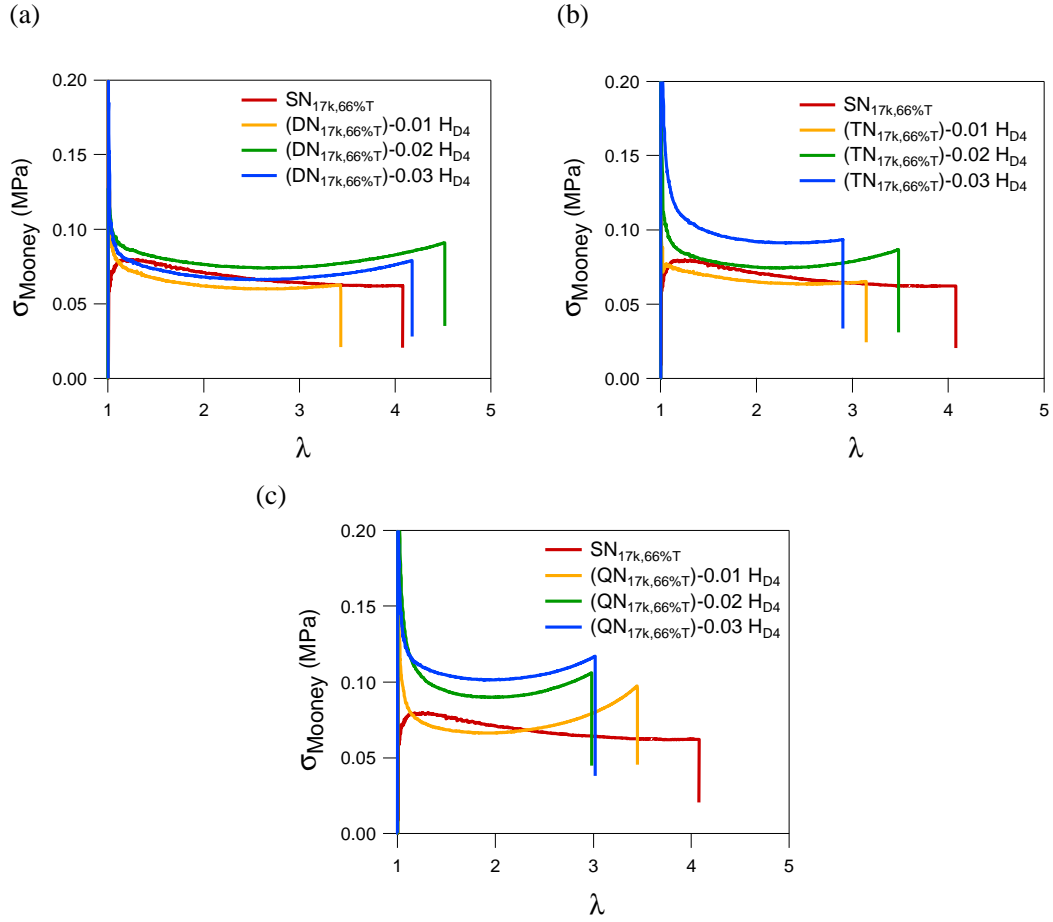 (a)
0.20
0.15
0.10
0.05
0.00
σMooney (MPa)
SN17k,66%T
(DN17k,66%T)-0.01 HD4
(DN17k,66%T)-0.02 HD4
(DN17k,66%T)-0.03 HD4
1 2 3 4 5
λ
(b)
0.20
0.15
0.10
0.05
0.00
σMooney (MPa)
SN17k,66%T
(TN17k,66%T)-0.01 HD4
(TN17k,66%T)-0.02 HD4
(TN17k,66%T)-0.03 HD4
1 2 3 4 5
λ
(c)
0.20
0.15
0.10
0.05
0.00
σMooney (MPa)
SN17k,66%T
(QN17k,66%T)-0.01 HD4
(QN17k,66%T)-0.02 HD4
(QN17k,66%T)-0.03 HD4
1 2 3 4 5
λ